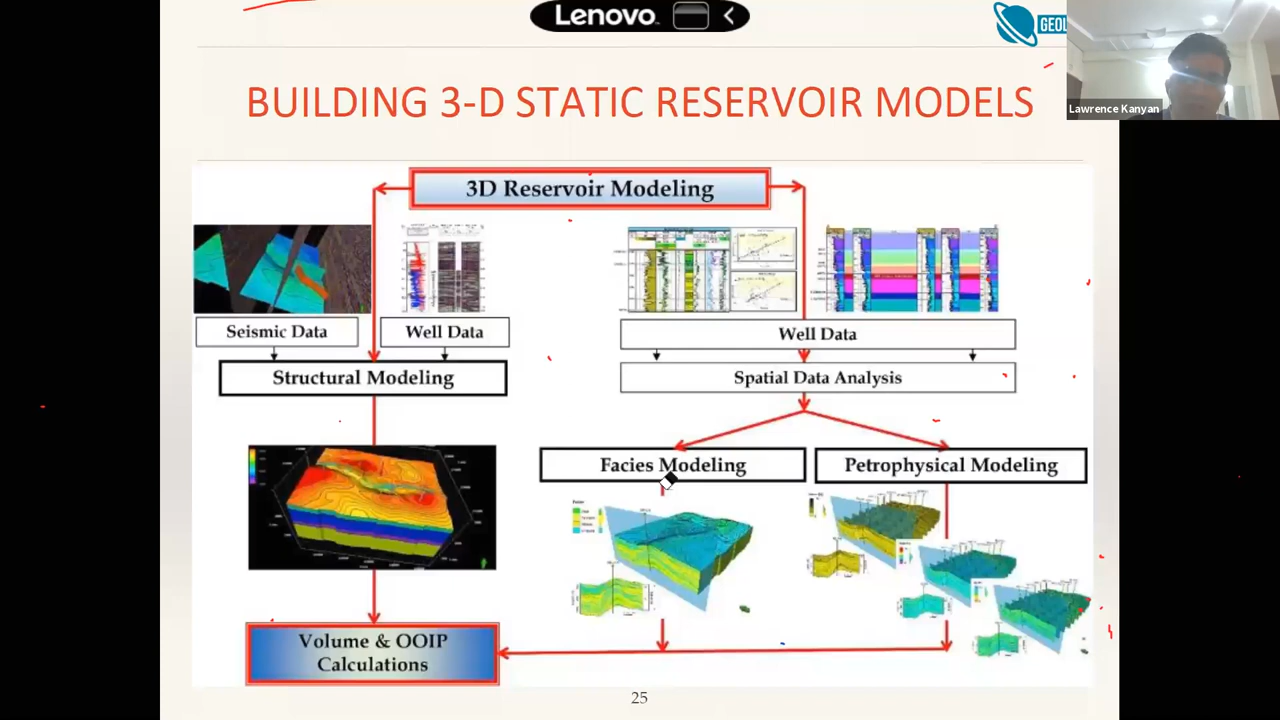 Lenovo
GEOL
Lawrence Kanyan
BUILDING 3-D STATIC RESERVOIR MODELS
3D Reservoir Modeling
Seismic Data
Well Data
Well Data
Structural Modeling
Spatial Data Analysis
Facies Modeling
Petrophysical Modeling
Volume & OOIP
Calculations
25